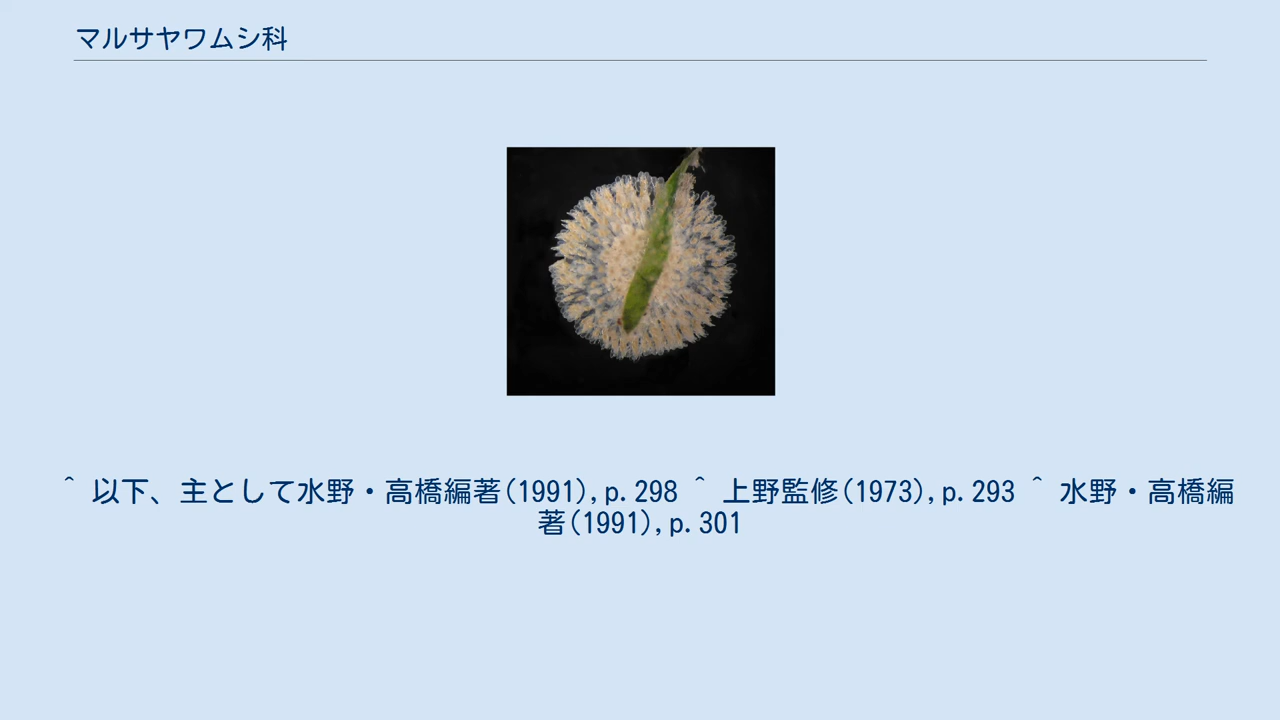 マルサヤワムシ科
^ 以下、主として水野・高橋編著(1991),p.298 ^ 上野監修(1973),p.293 ^ 水野・高橋編
著(1991),p.301